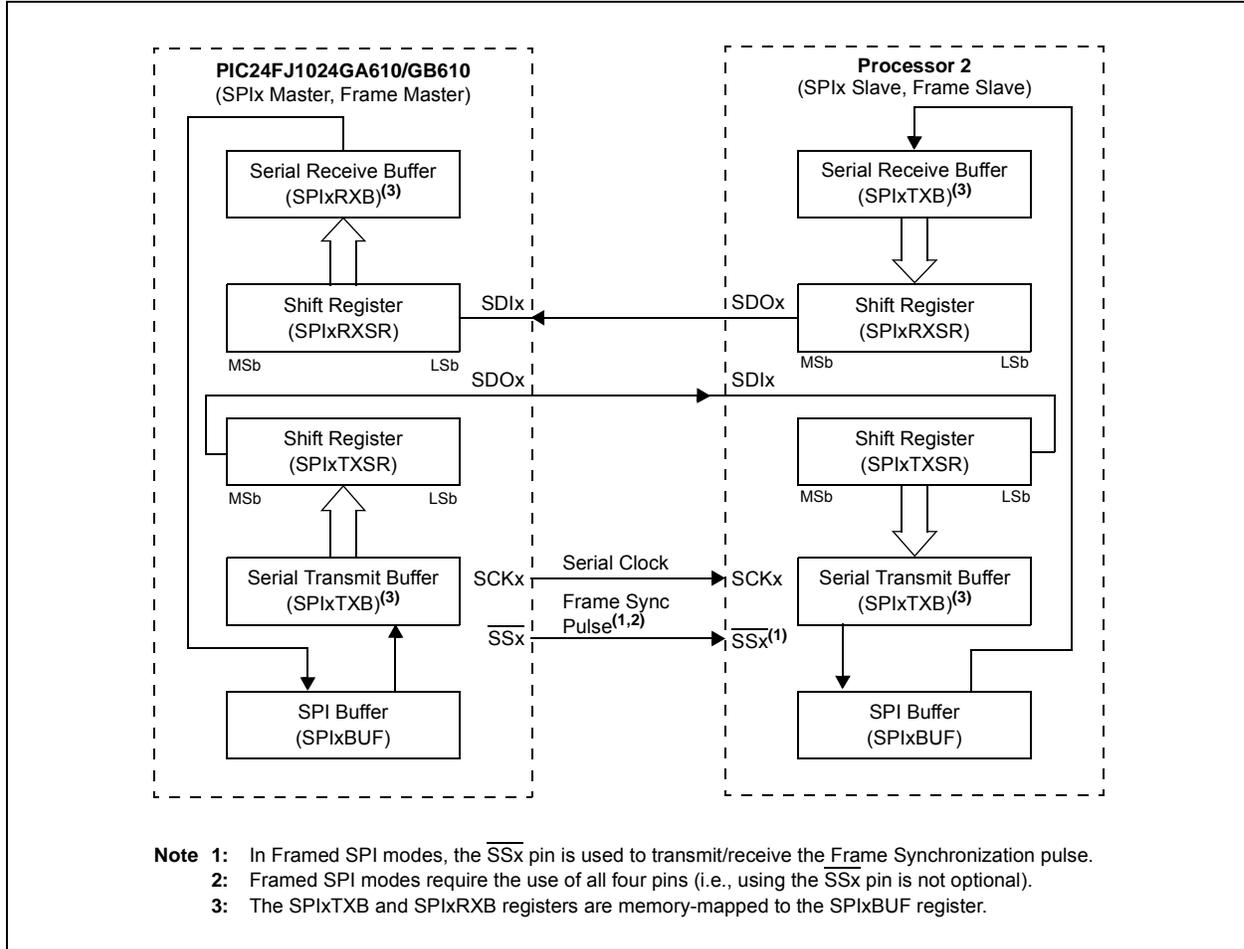 PIC24FJ1024GA610/GB610
(SPIx Master, Frame Master)
Serial Receive Buffer
(SPIxRXB)(3)
Shift Register
(SPIxRXSR)
MSb
LSb
SDIx
SDOx
Shift Register
(SPIxTXSR)
MSb
LSb
Serial Transmit Buffer
(SPIxTXB)(3)
SPI Buffer
(SPIxBUF)
SCKx
SSx
Serial Clock
Frame Sync
Pulse(1,2)
Processor 2
(SPIx Slave, Frame Slave)
Serial Receive Buffer
(SPIxTXB)(3)
SDOx
Shift Register
(SPIxRXSR)
MSb
LSb
SDIx
Shift Register
(SPIxTXSR)
MSb
LSb
SCKx
SSx(1)
Serial Transmit Buffer
(SPIxTXB)(3)
SPI Buffer
(SPIxBUF)
Note 1: In Framed SPI modes, the SSx pin is used to transmit/receive the Frame Synchronization pulse.
2: Framed SPI modes require the use of all four pins (i.e., using the SSx pin is not optional).
3: The SPIxTXB and SPIxRXB registers are memory-mapped to the SPIxBUF register.